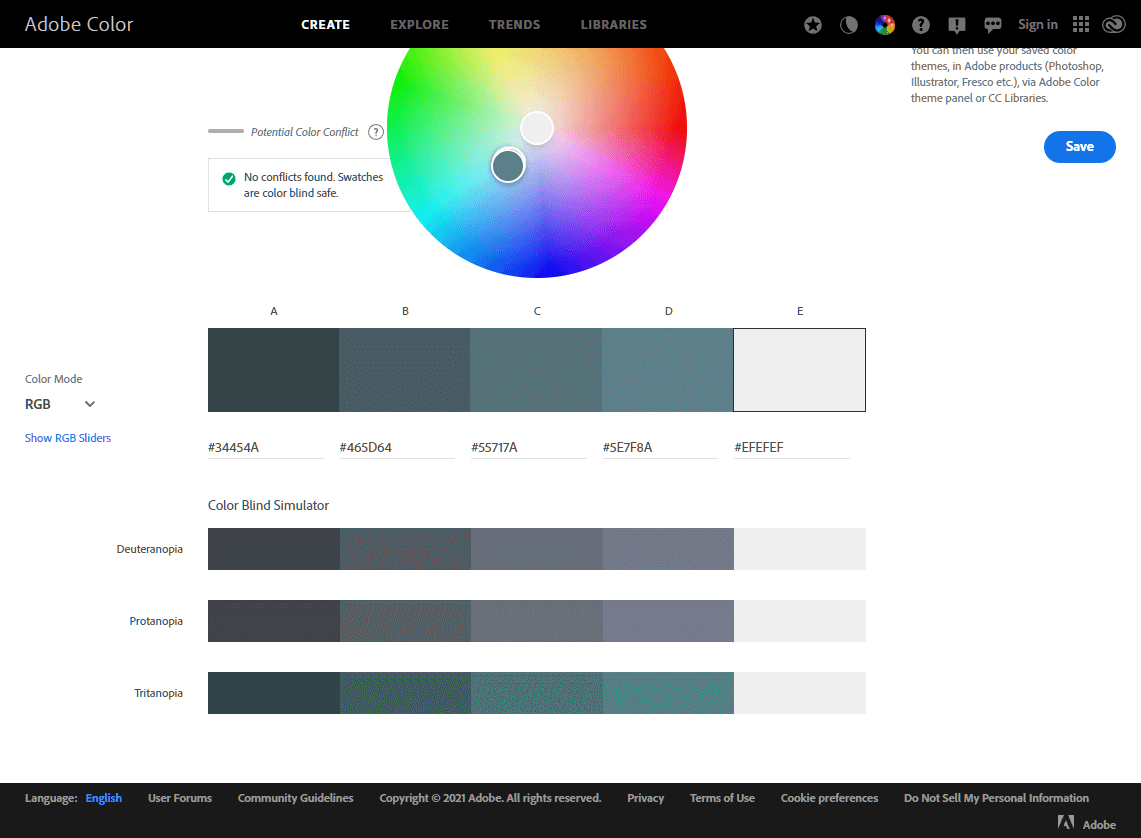 Adobe Color
CREATE
EXPLORE
TRENDS
LIBRARIES
Sign in
You can then use your saved color
themes, in Adobe products (Photoshop,
Illustrator, Fresco etc.), via Adobe Color
theme panel or CC Libraries.
Save
Potential Color Conflict
?
No conflicts found. Swatches
are color blind safe.
A
B
C
D
E
Color Mode
RGB
Show RGB Sliders
#34454A
#465D64
#55717A
#5E7F8A
#EFEFEF
Color Blind Simulator
Deuteranopia
Protanopia
Tritanopia
Language: English
User Forums
Community Guidelines
Copyright © 2021 Adobe. All rights reserved.
Privacy
Terms of Use
Cookie preferences
Do Not Sell My Personal Information
Adobe